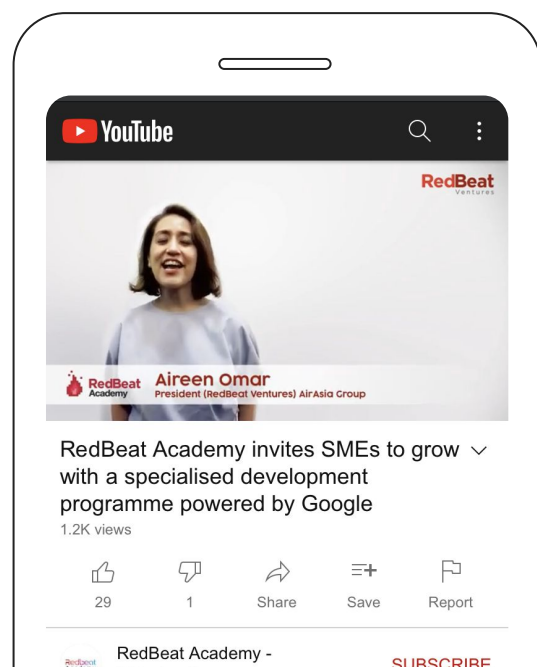 YouTube
RedBeat
Ventures
RedBeat
Academy
Aireen Omar
President (RedBeat Ventures) AirAsia Group
RedBeat Academy invites SMEs to grow
with a specialised development
programme powered by Google
1.2K views
29
1
Share
Save
Report
Redbeat
RedBeat Academy -
SUBSCRIBE